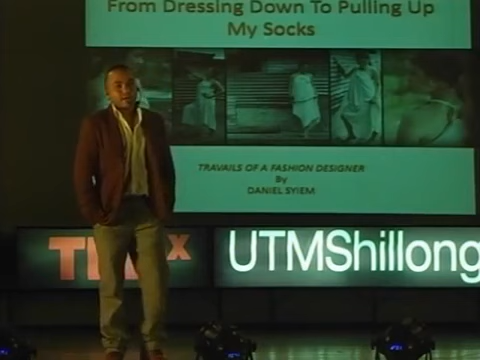 From Dressing Down To Pulling Up
My Socks
TRAVAILS OF A FASHION DESIGNER
By
DANIEL SYIEM
TEDx UTMShillong